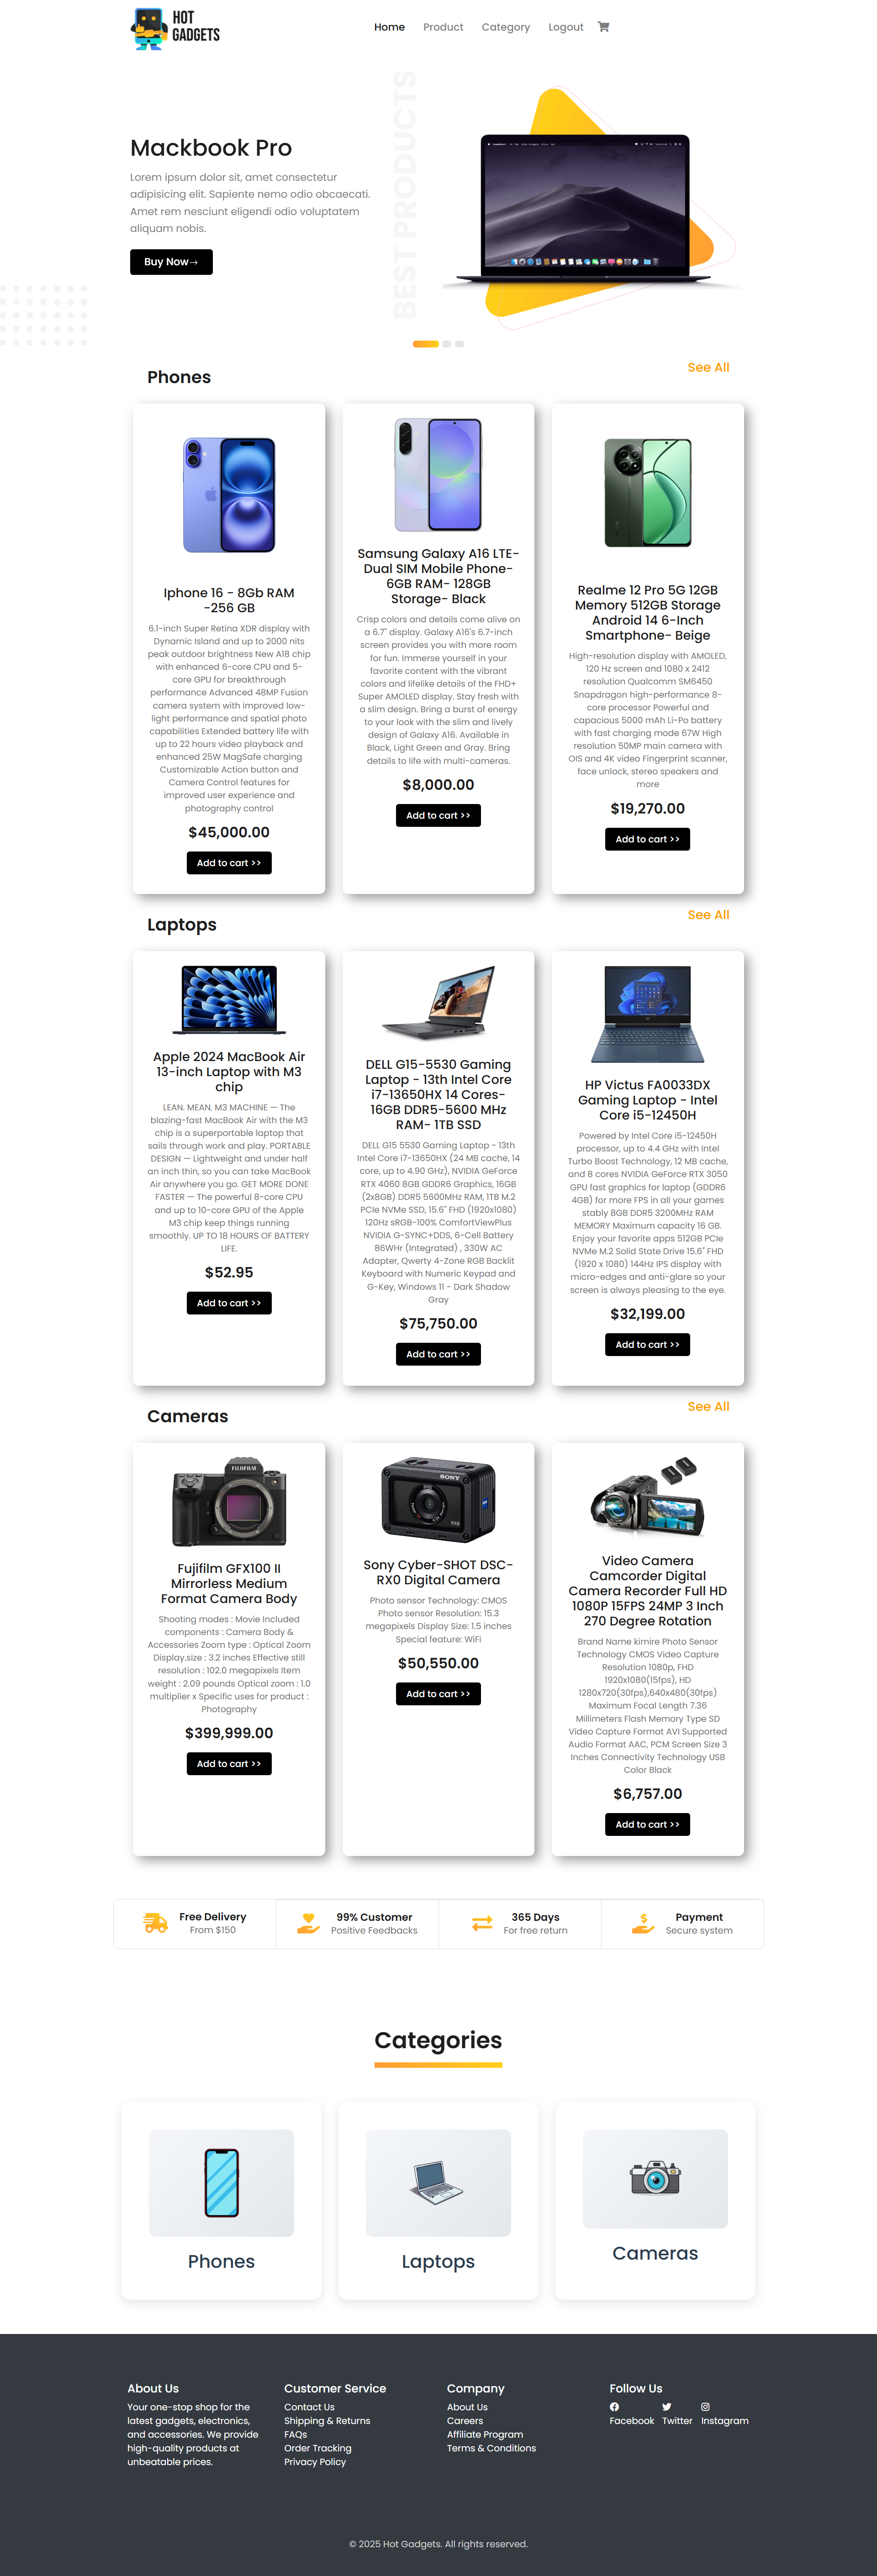 HOT
GADGETS
Home
Product
Category
Logout
Mackbook Pro
Lorem ipsum dolor sit, amet consectetur
adipisicing elit. Sapiente nemo odio obcaecati.
Amet rem nesciunt eligendi odio voluptatem
aliquam nobis.
Buy Now→
BEST PRODUCTS
Phones
See All
Iphone 16 - 8Gb RAM
-256 GB
6.1-inch Super Retina XDR display with
Dynamic Island and up to 2000 nits
peak outdoor brightness New A18 chip
with enhanced 6-core CPU and 5-
core GPU for breakthrough
performance Advanced 48MP Fusion
camera system with improved low-
light performance and spatial photo
capabilities Extended battery life with
up to 22 hours video playback and
enhanced 25W MagSafe charging
Customizable Action button and
Camera Control features for
improved user experience and
photography control
$45,000.00
Add to cart >>
Samsung Galaxy A16 LTE-
Dual SIM Mobile Phone-
6GB RAM- 128GB
Storage- Black
Crisp colors and details come alive on
a 6.7" display. Galaxy A16's 6.7-inch
screen provides you with more room
for fun. Immerse yourself in your
favorite content with the vibrant
colors and lifelike details of the FHD+
Super AMOLED display. Stay fresh with
a slim design. Bring a burst of energy
to your look with the slim and lively
design of Galaxy A16. Available in
Black, Light Green and Gray. Bring
details to life with multi-cameras.
$8,000.00
Add to cart >>
Realme 12 Pro 5G 12GB
Memory 512GB Storage
Android 14 6-Inch
Smartphone- Beige
High-resolution display with AMOLED,
120 Hz screen and 1080 x 2412
resolution Qualcomm SM6450
Snapdragon high-performance 8-
core processor Powerful and
capacious 5000 mAh Li-Po battery
with fast charging mode 67W High
resolution 50MP main camera with
OIS and 4K video Fingerprint scanner,
face unlock, stereo speakers and
more
$19,270.00
Add to cart >>
Laptops
See All
Apple 2024 MacBook Air
13-inch Laptop with M3
chip
LEAN. MEAN. M3 MACHINE — The
blazing-fast MacBook Air with the M3
chip is a superportable laptop that
sails through work and play. PORTABLE
DESIGN — Lightweight and under half
an inch thin, so you can take MacBook
Air anywhere you go. GET MORE DONE
FASTER — The powerful 8-core CPU
and up to 10-core GPU of the Apple
M3 chip keep things running
smoothly. UP TO 18 HOURS OF BATTERY
LIFE.
$52.95
Add to cart >>
DELL G15-5530 Gaming
Laptop - 13th Intel Core
i7-13650HX 14 Cores-
16GB DDR5-5600 MHz
RAM- 1TB SSD
DELL G15 5530 Gaming Laptop - 13th
Intel Core i7-13650HX (24 MB cache, 14
core, up to 4.90 GHz), NVIDIA GeForce
RTX 4060 8GB GDDR6 Graphics, 16GB
(2x8GB) DDR5 5600MHz RAM, 1TB M.2
PCIe NVMe SSD, 15.6" FHD (1920x1080)
120Hz sRGB-100% ComfortViewPlus
NVIDIA G-SYNC+DDS, 6-Cell Battery
86WHr (Integrated) , 330W AC
Adapter, Qwerty 4-Zone RGB Backlit
Keyboard with Numeric Keypad and
G-Key, Windows 11 - Dark Shadow
Gray
$75,750.00
Add to cart >>
HP Victus FA0033DX
Gaming Laptop - Intel
Core i5-12450H
Powered by Intel Core i5-12450H
processor, up to 4.4 GHz with Intel
Turbo Boost Technology, 12 MB cache,
and 8 cores NVIDIA GeForce RTX 3050
GPU fast graphics for laptop (GDDR6
4GB) for more FPS in all your games
stably 8GB DDR5 3200MHz RAM
MEMORY Maximum capacity 16 GB.
Enjoy your favorite apps 512GB PCIe
NVMe M.2 Solid State Drive 15.6" FHD
(1920 x 1080) 144Hz IPS display with
micro-edges and anti-glare so your
screen is always pleasing to the eye.
$32,199.00
Add to cart >>
Cameras
See All
FUJIFILM
Fujifilm GFX100 II
Mirrorless Medium
Format Camera Body
Shooting modes : Movie Included
components : Camera Body &
Accessories Zoom type : Optical Zoom
Display.size : 3.2 inches Effective still
resolution : 102.0 megapixels Item
weight : 2.09 pounds Optical zoom : 1.0
multiplier x Specific uses for product :
Photography
$399,999.00
Add to cart >>
SONY
Sony Cyber-SHOT DSC-
RX0 Digital Camera
Photo sensor Technology: CMOS
Photo sensor Resolution: 15.3
megapixels Display Size: 1.5 inches
Special feature: WiFi
$50,550.00
Add to cart >>
Video Camera
Camcorder Digital
Camera Recorder Full HD
1080P 15FPS 24MP 3 Inch
270 Degree Rotation
Brand Name kimire Photo Sensor
Technology CMOS Video Capture
Resolution 1080p, FHD
1920x1080(15fps), HD
1280x720(30fps),640x480(30fps)
Maximum Focal Length 7.36
Millimeters Flash Memory Type SD
Video Capture Format AVI Supported
Audio Format AAC, PCM Screen Size 3
Inches Connectivity Technology USB
Color Black
$6,757.00
Add to cart >>
Free Delivery
From $150
99% Customer
Positive Feedbacks
365 Days
For free return
Payment
Secure system
Categories
Phones
Laptops
Cameras
About Us
Your one-stop shop for the
latest gadgets, electronics,
and accessories. We provide
high-quality products at
unbeatable prices.
Customer Service
Contact Us
Shipping & Returns
FAQs
Order Tracking
Privacy Policy
Company
About Us
Careers
Affiliate Program
Terms & Conditions
Follow Us
Facebook
Twitter
Instagram
© 2025 Hot Gadgets. All rights reserved.